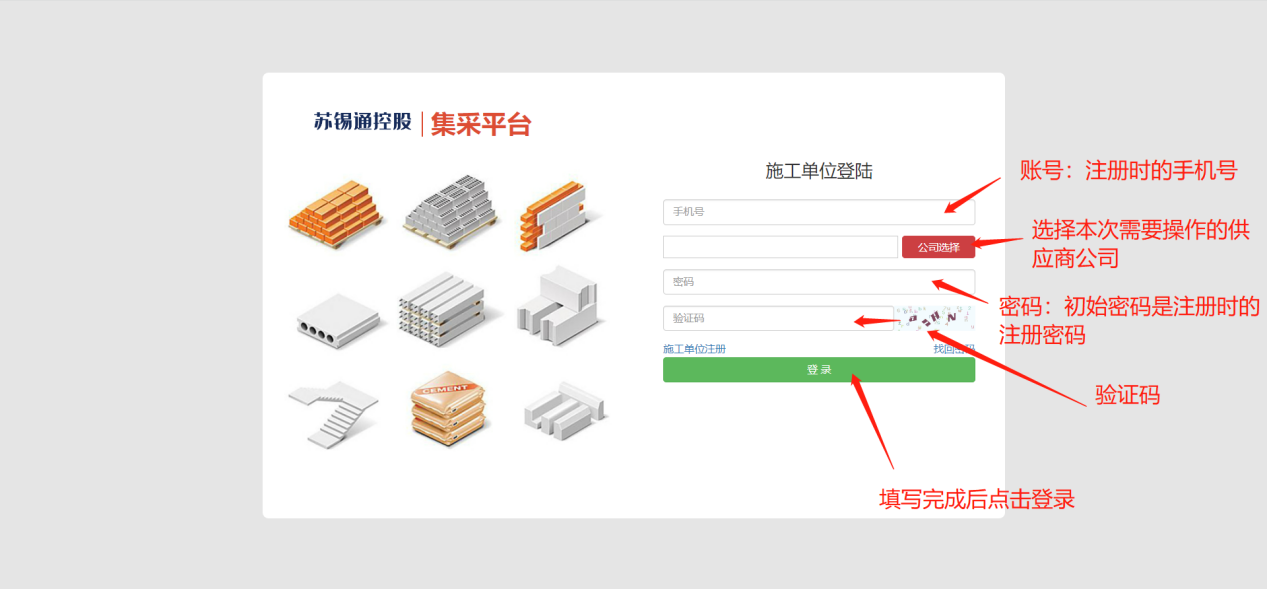 苏锡通控股|集采平台
施工单位登陆
账号：注册时的手机号
手机号
选择本次需要操作的供
应商公司
公司选择
密码
密码：初始密码是注册时的
注册密码
验证码
施工单位注册
找回密码
登 录
验证码
填写完成后点击登录
CEMENT